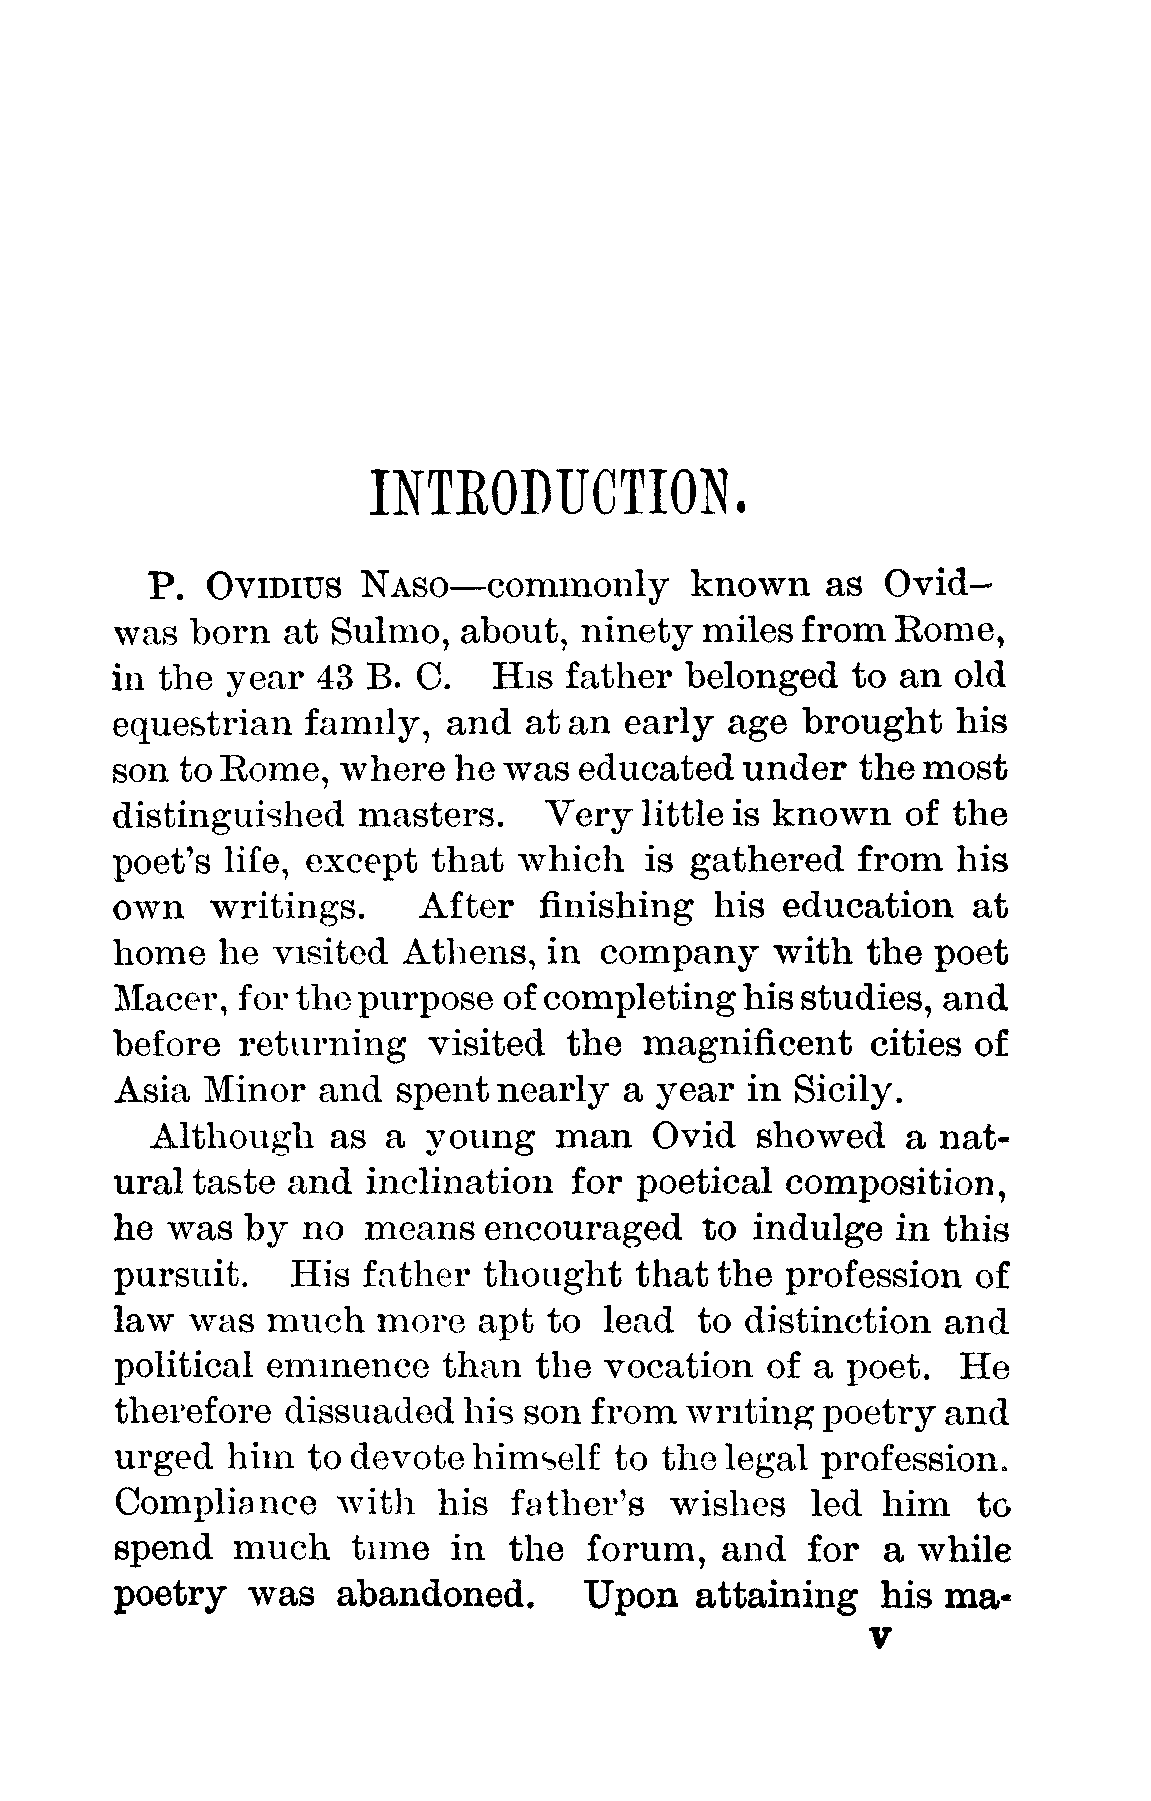 INTRODUCTION.
P. OVIDIUS NASO—commonly known as Ovid—
was born at Sulmo, about, ninety miles from Rome,
in the year 43 B. C. His father belonged to an old
equestrian family, and at an early age brought his
son to Rome, where he was educated under the most
distinguished masters. Very little is known of the
poet's life, except that which is gathered from his
own writings. After finishing his education at
home he visited Athens, in company with the poet
Macer, for the purpose of completing his studies, and
before returning visited the magnificent cities of
Asia Minor and spent nearly a year in Sicily.
Although as a young man Ovid showed a nat-
ural taste and inclination for poetical composition,
he was by no means encouraged to indulge in this
pursuit. His father thought that the profession of
law was much more apt to lead to distinction and
political eminence than the vocation of a poet. He
therefore dissuaded his son from writing poetry and
urged him to devote himself to the legal profession.
Compliance with his father's wishes led him to
spend much time in the forum, and for a while
poetry was abandoned. Upon attaining his ma-
v